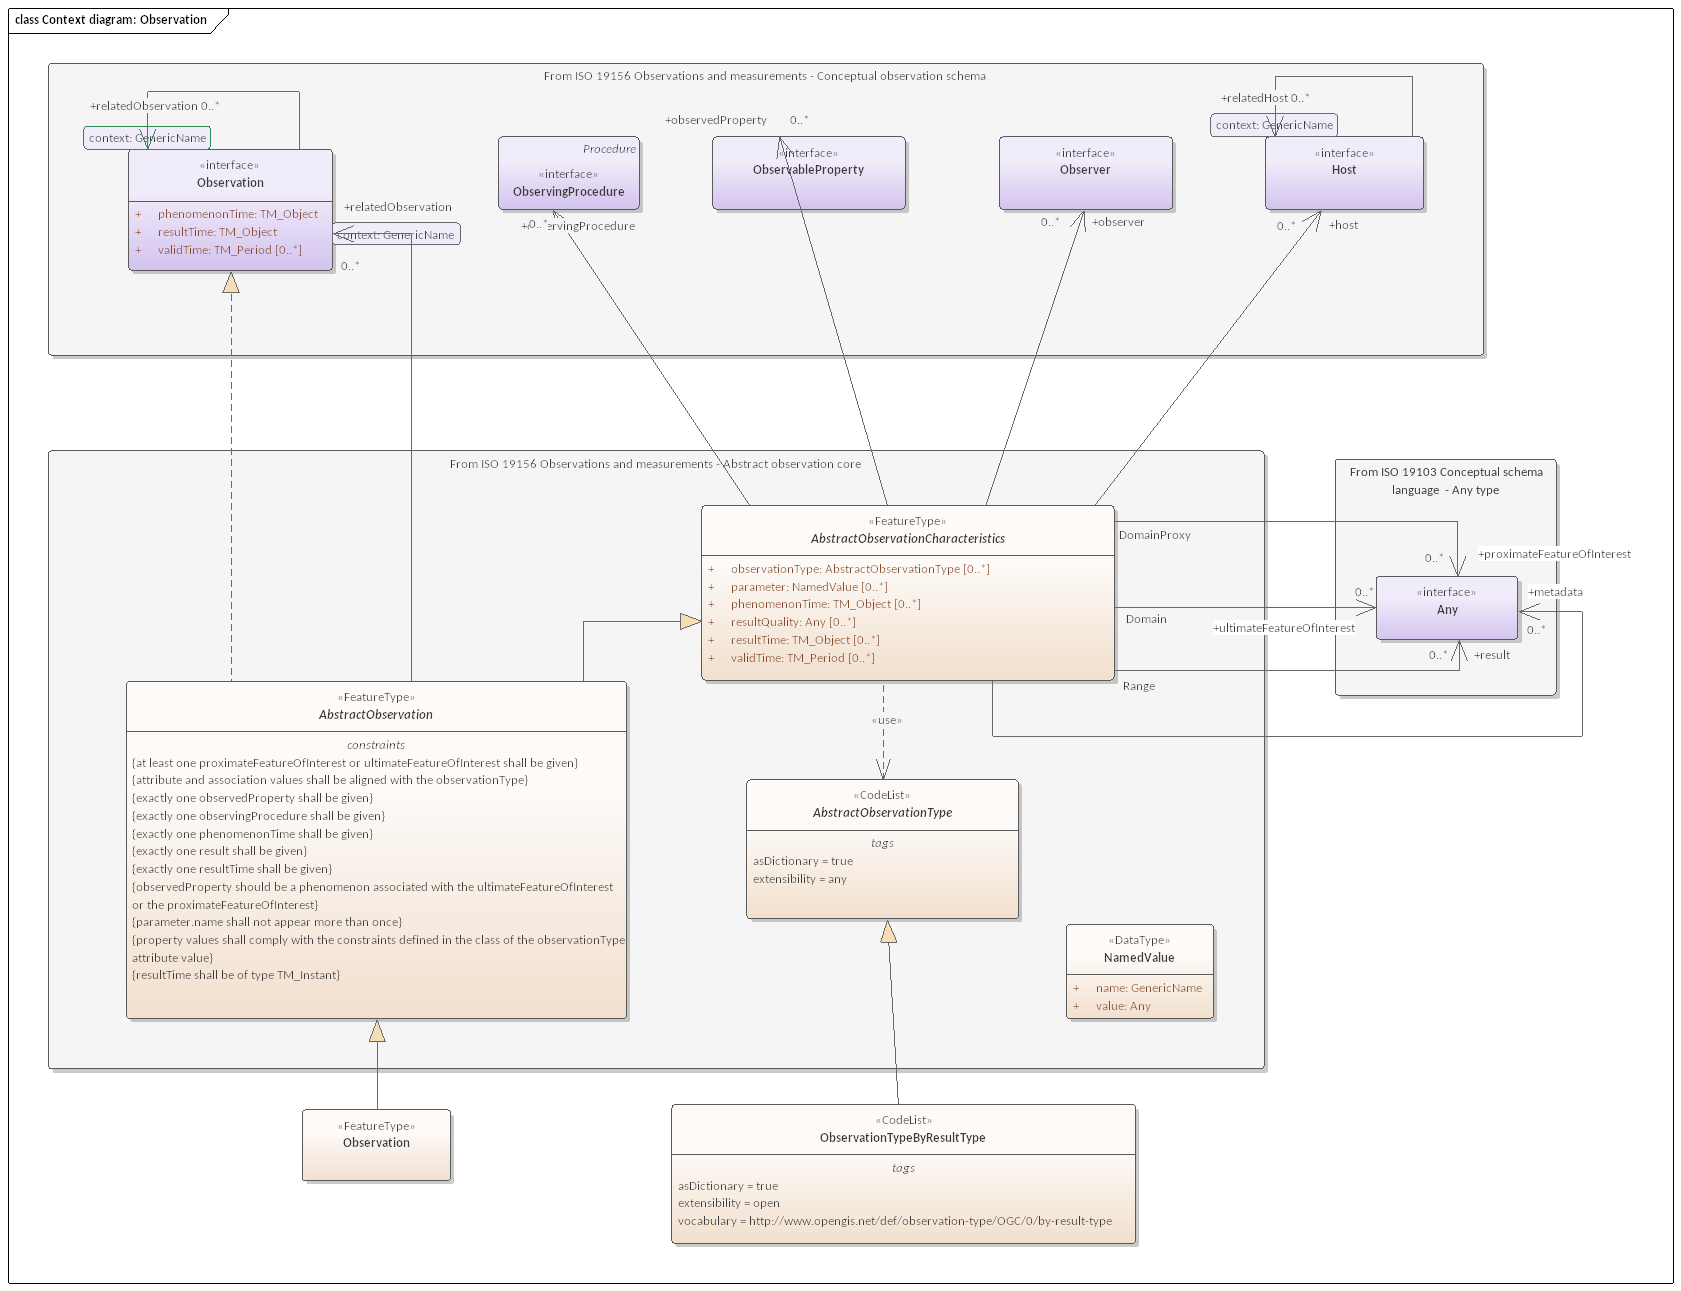 class Context diagram: Observation
From ISO 19156 Observations and measurements - Conceptual observation schema
+relatedObservation 0..*
context: GenericName
«interface»
Observation
+ phenomenonTime: TM_Object
+ resultTime: TM_Object
+ validTime: TM_Period [0..*]
+relatedObservation
context: GenericName
0..*
Procedure
«interface»
ObservingProcedure
0..*
ervingProcedure
+observedProperty 0..*
«interface»
ObservableProperty
«interface»
Observer
0..* +observer
+relatedHost 0..*
context: GenericName
«interface»
Host
0..* +host
From ISO 19156 Observations and measurements - Abstract observation core
«FeatureType»
AbstractObservationCharacteristics
+ observationType: AbstractObservationType [0..*]
+ parameter: NamedValue [0..*]
+ phenomenonTime: TM_Object [0..*]
+ resultQuality: Any [0..*]
+ resultTime: TM_Object [0..*]
+ validTime: TM_Period [0..*]
DomainProxy
Domain
Range
From ISO 19103 Conceptual schema
language - Any type
0..* +proximateFeatureOfInterest
0..*
+ultimateFeatureOfInterest
«interface»
Any
+metadata
0..*
0..* +result
«use»
«FeatureType»
AbstractObservation
constraints
{at least one proximateFeatureOfInterest or ultimateFeatureOfInterest shall be given}
{attribute and association values shall be aligned with the observationType}
{exactly one observedProperty shall be given}
{exactly one observingProcedure shall be given}
{exactly one phenomenonTime shall be given}
{exactly one result shall be given}
{exactly one resultTime shall be given}
{observedProperty should be a phenomenon associated with the ultimateFeatureOfInterest
or the proximateFeatureOfInterest}
{parameter.name shall not appear more than once}
{property values shall comply with the constraints defined in the class of the observationType
attribute value}
{resultTime shall be of type TM_Instant}
«CodeList»
AbstractObservationType
tags
asDictionary = true
extensibility = any
«DataType»
NamedValue
+ name: GenericName
+ value: Any
«FeatureType»
Observation
«CodeList»
ObservationTypeByResultType
tags
asDictionary = true
extensibility = open
vocabulary = http://www.opengis.net/def/observation-type/OGC/0/by-result-type